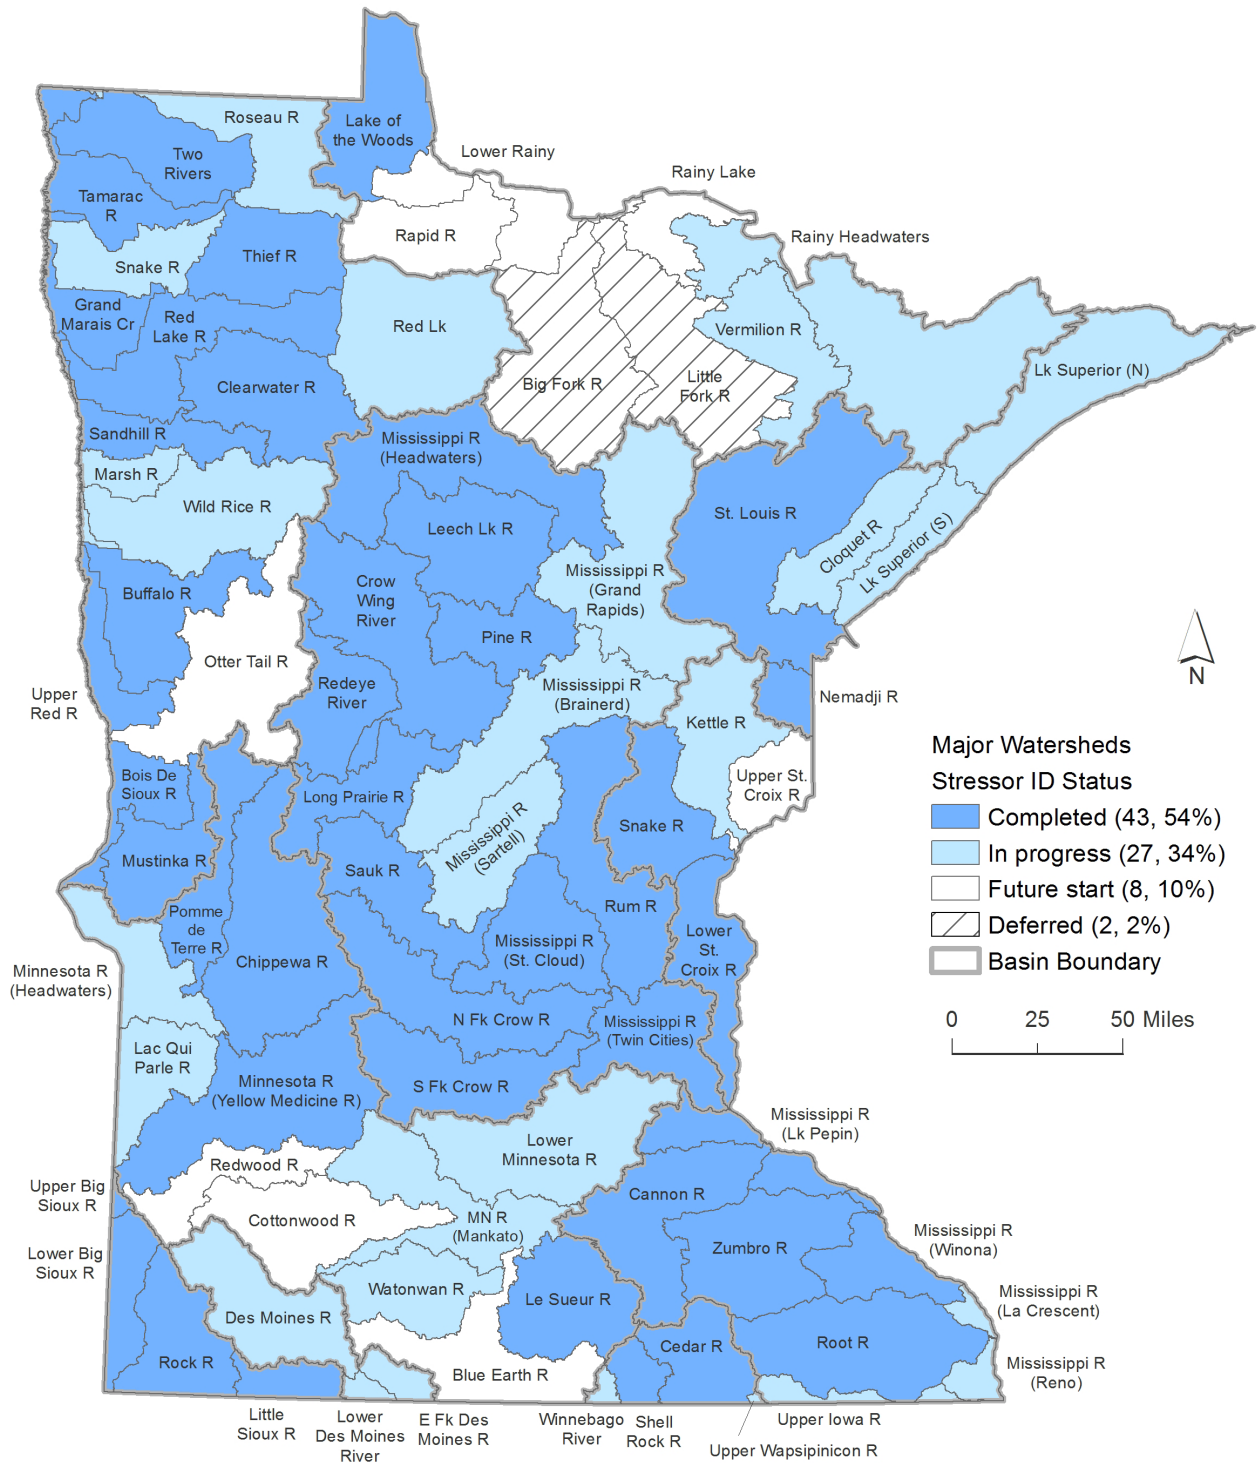 Roseau R
Lake of
the Woods
Lower Rainy
Rainy Lake
Two
Rivers
Tamarac
R
Rapid R
Rainy Headwaters
Snake R
Thief R
Grand
Marais Cr
Red
Lake R
Red Lk
Vermilion R
Lk Superior (N)
Clearwater R
Big Fork R
Little
Fork R
Sandhill R
Mississippi R
(Headwaters)
Marsh R
Wild Rice R
Leech Lk R
St. Louis R
Cloquet R
Lk Superior (S)
Buffalo R
Crow
Wing
River
Mississippi R
(Grand
Rapids)
Pine R
Otter Tail R
Upper
Red R
Redeye
River
Mississippi R
(Brainerd)
Kettle R
Nemadji R
N
Bois De
Sioux R
Long Prairie R
Upper St.
Croix R
Mississippi R
(Sartell)
Snake R
Mustinka R
Sauk R
Rum R
Pomme
de
Terre R
Chippewa R
Mississippi R
(St. Cloud)
Lower
St.
Croix R
Minnesota R
(Headwaters)
N Fk Crow R
Mississippi R
(Twin Cities)
Lac Qui
Parle R
Minnesota R
(Yellow Medicine R)
S Fk Crow R
Mississippi R
(Lk Pepin)
Lower
Minnesota R
Redwood R
Upper Big
Sioux R
Cannon R
Cottonwood R
MN R
(Mankato)
Mississippi R
(Winona)
Lower Big
Sioux R
Zumbro R
Watonwan R
Le Sueur R
Mississippi R
(La Crescent)
Des Moines R
Cedar R
Root R
Rock R
Blue Earth R
Mississippi R
(Reno)
Little
Sioux R
Lower
Des Moines
River
E Fk Des
Moines R
Winnebago
River
Shell
Rock R
Upper Iowa R
Upper Wapsipinicon R
Major Watersheds
Stressor ID Status
Completed (43, 54%)
In progress (27, 34%)
Future start (8, 10%)
Deferred (2, 2%)
Basin Boundary
0 25 50 Miles